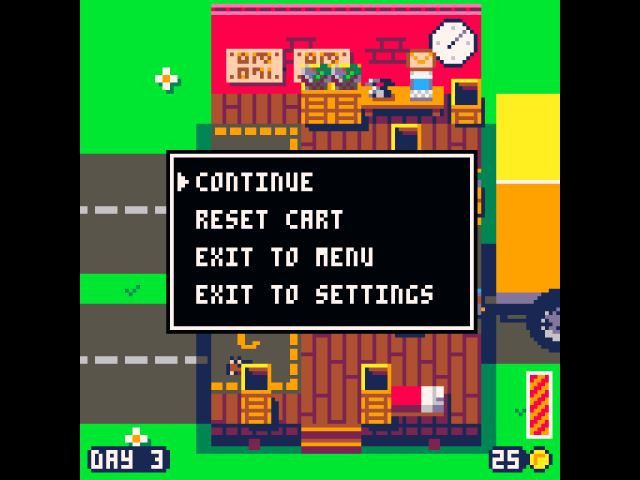 CONTINUE
RESET CART
EXIT TO MENU
EXIT TO SETTINGS
DAY 3
25